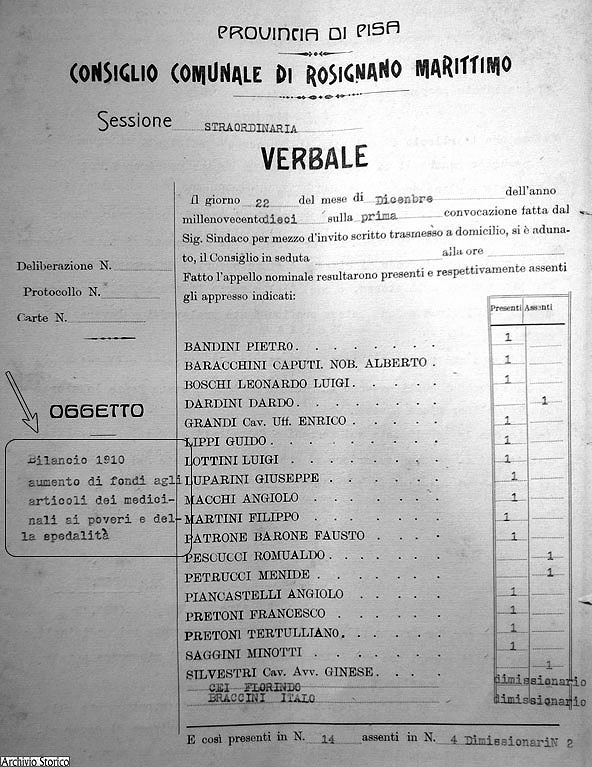 PROVINCIA DI PISA
CONSIGLIO COMUNALE DI ROSIGNANO MARITTIMO
Sessione STRAORDINARIA
VERBALE
Il giorno 22 del mese di Dicembre dell'anno
millenovecentodieci sulla prima convocazione fatta dal
Sig. Sindaco per mezzo d'invito scritto trasmesso a domicilio, si è aduna-
to, il Consiglio in seduta alla ore
Fatto l'appello nominale resultarono presenti e respettivamente assenti
gli appresso indicati:
Deliberazione N.
Protocollo N.
Carte N.
OGGETTO
Bilancio 1910
aumento di fondi agli
articoli dei medici-
nali ai poveri e del-
la spedalità
Presenti Assenti
BANDINI PIETRO. 1
BARACCHINI CAPUTI. NOB. ALBERTO . 1
BOSCHI LEONARDO LUIGI. 1
DARDINI DARDO. 1
GRANDI Cav. Uff. ENRICO . 1
LIPPI GUIDO. 1
LOTTINI LUIGI . 1
LUPARINI GIUSEPPE . 1
MACCHI ANGIOLO . 1
MARTINI FILIPPO . 1
PATRONE BARONE FAUSTO . 1
PESCUCCI ROMUALDO. 1
PETRUCCI MENIDE . 1
PIANCASTELLI ANGIOLO . 1
PRETONI FRANCESCO . 1
PRETONI TERTULLIANO. 1
SAGGINI MINOTTI . 1
SILVESTRI Cav. Avv. GINESE. 1
CEI FLORINDO dimissionario
BRACCINI ITALO dimissionario
E così presenti in N. 14 assenti in N. 4 DimissionariN 2
Archivio Storico